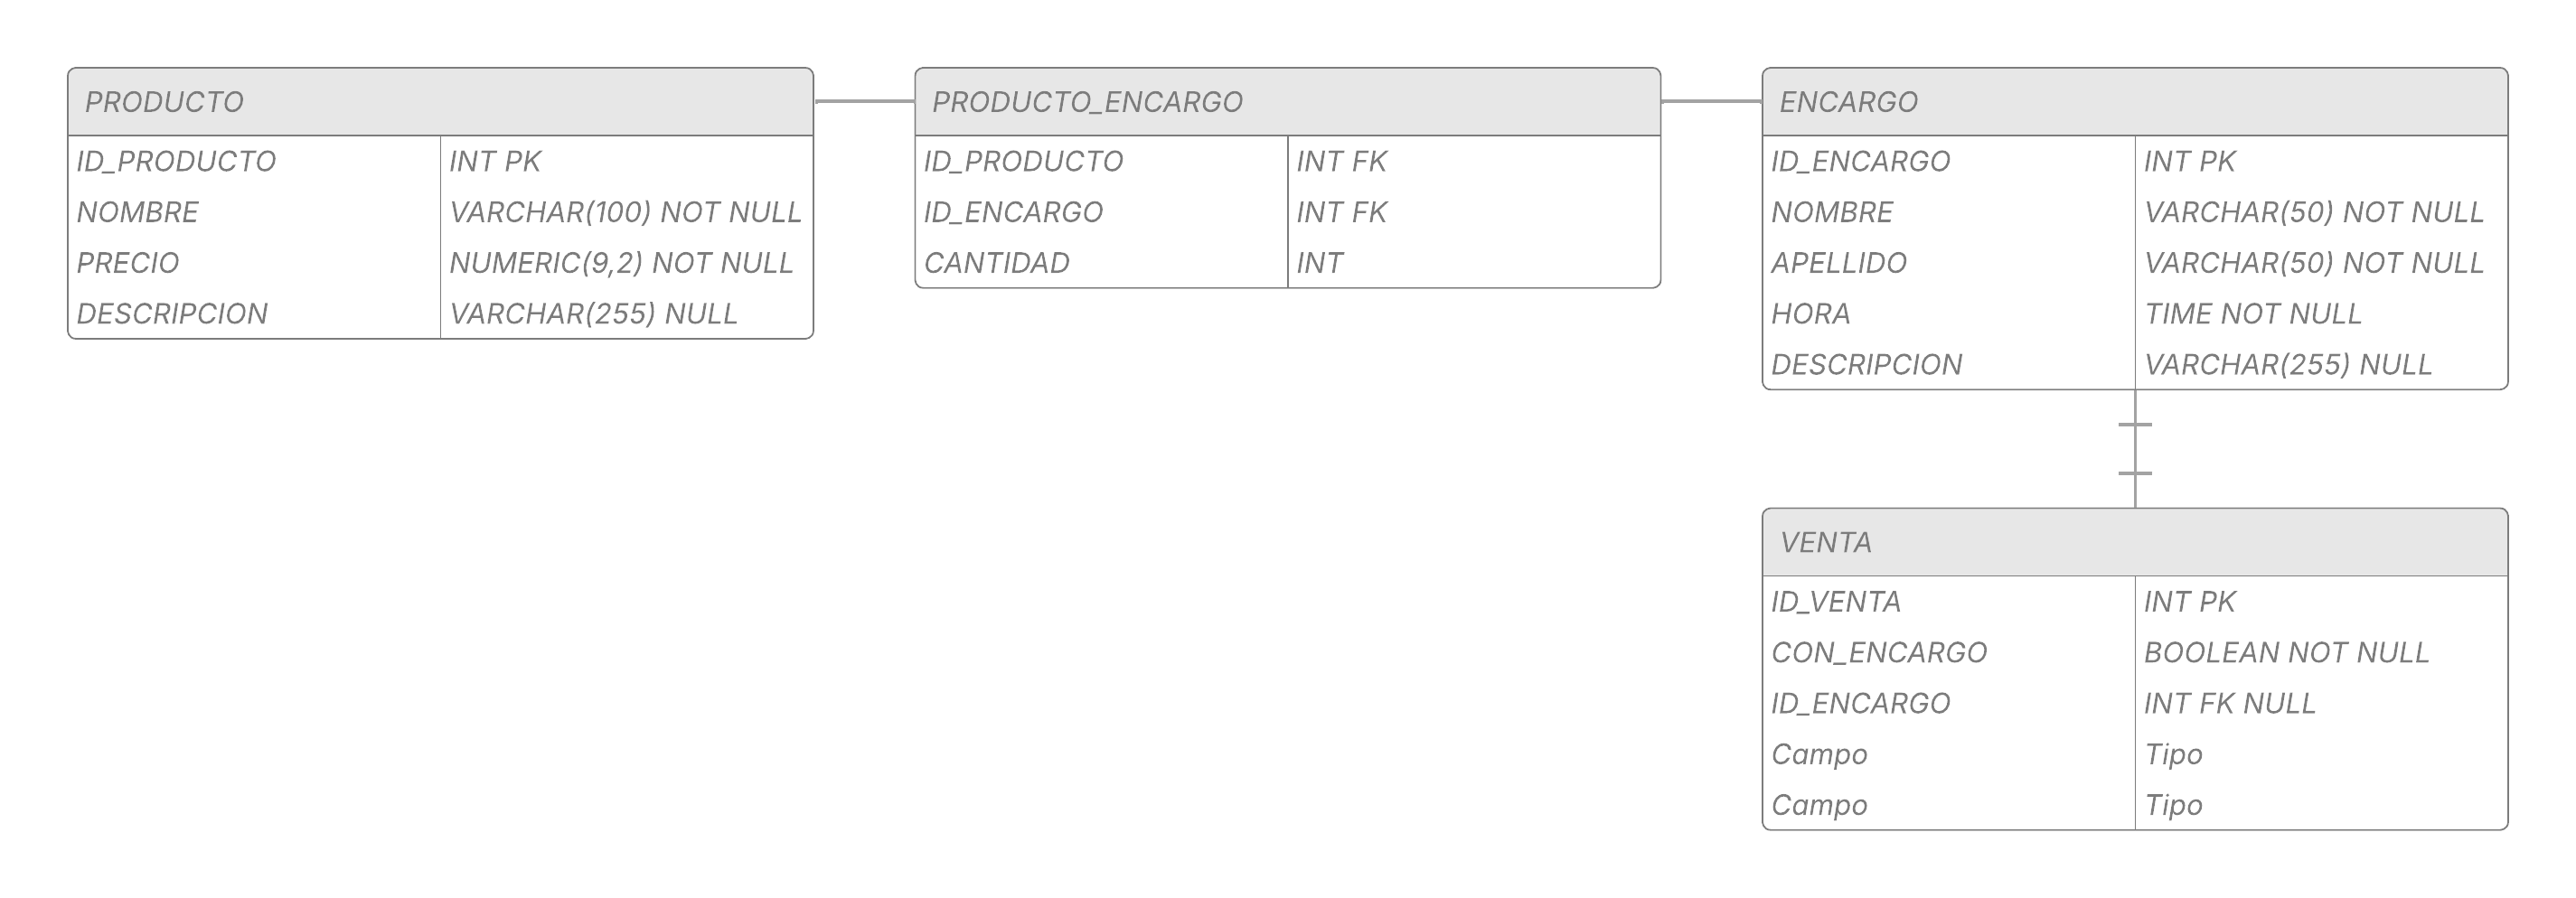 PRODUCTO
ID_PRODUCTO INT PK
NOMBRE VARCHAR(100) NOT NULL
PRECIO NUMERIC(9,2) NOT NULL
DESCRIPCION VARCHAR(255) NULL
PRODUCTO_ENCARGO
ID_PRODUCTO INT FK
ID_ENCARGO INT FK
CANTIDAD INT
ENCARGO
ID_ENCARGO INT PK
NOMBRE VARCHAR(50) NOT NULL
APELLIDO VARCHAR(50) NOT NULL
HORA TIME NOT NULL
DESCRIPCION VARCHAR(255) NULL
VENTA
ID_VENTA INT PK
CON_ENCARGO BOOLEAN NOT NULL
ID_ENCARGO INT FK NULL
Campo Tipo
Campo Tipo